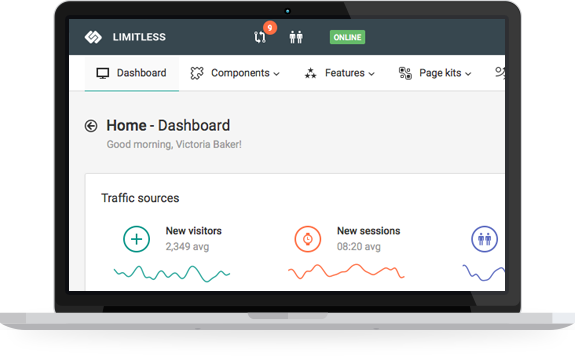 LIMITLESS
9
ONLINE
Dashboard
Components
Features
Page kits
Home - Dashboard
Good morning, Victoria Baker!
Traffic sources
New visitors
2,349 avg
New sessions
08:20 avg